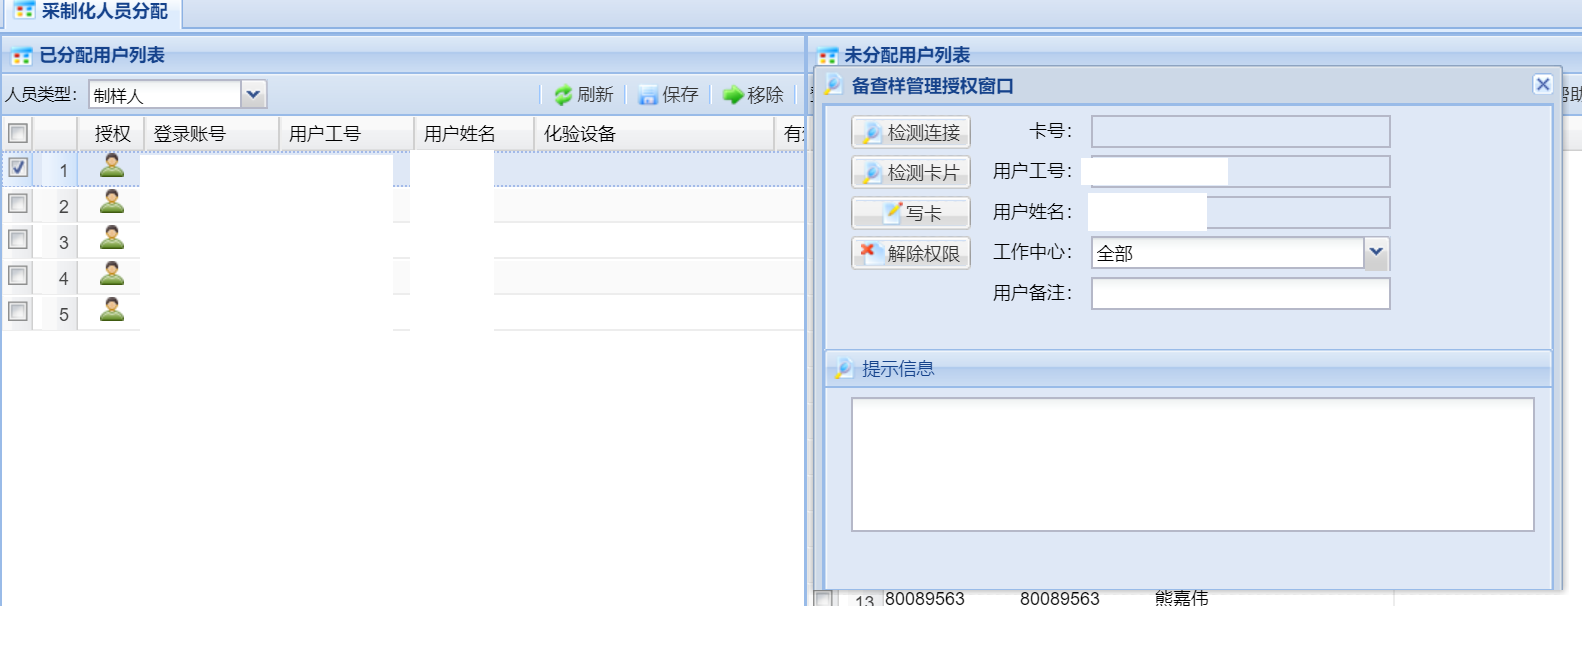 采制化人员分配
已分配用户列表
人员类型: 制样人
刷新 保存 移除
授权 登录账号 用户工号 用户姓名 化验设备
1
2
3
4
5
未分配用户列表
备查样管理授权窗口
帮助
检测连接 卡号:
检测卡片 用户工号:
写卡 用户姓名:
解除权限 工作中心: 全部
用户备注:
提示信息
13 80089563 80089563 熊嘉伟